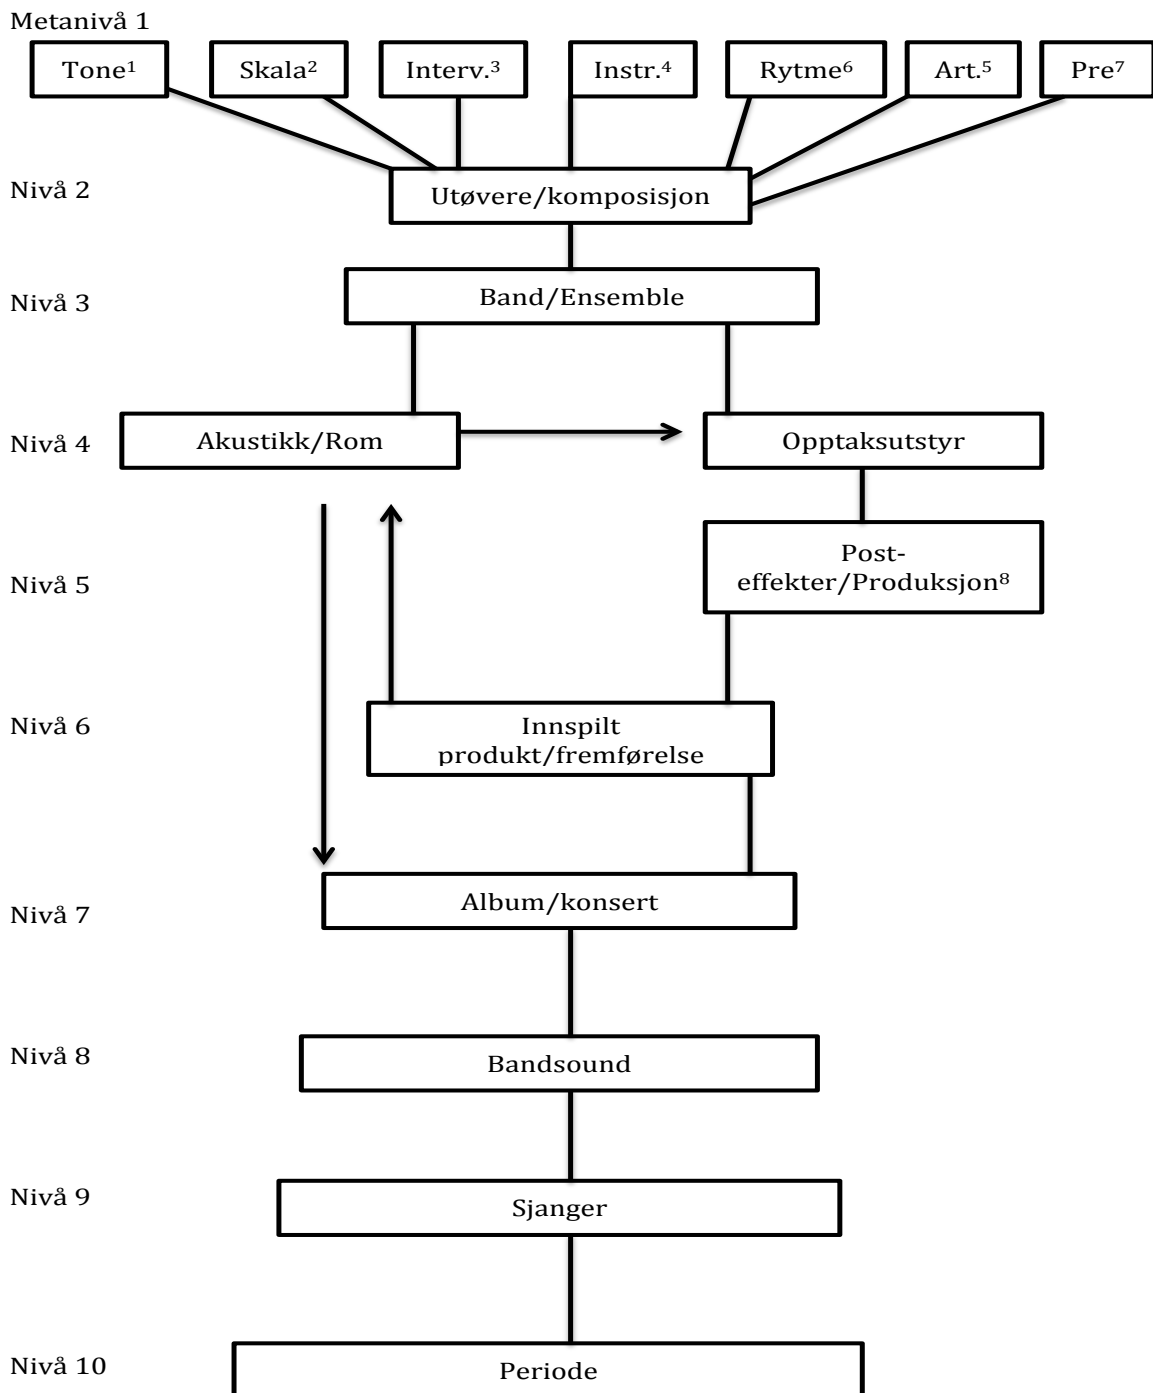 Metanivå 1
Tone¹ Skala² Interv.³ Instr.⁴ Rytme⁶ Art.⁵ Pre⁷
Nivå 2
Utøvere/komposisjon
Nivå 3
Band/Ensemble
Nivå 4
Akustikk/Rom
Opptaksutstyr
Nivå 5
Post-
effekter/Produksjon⁸
Nivå 6
Innspilt
produkt/fremførelse
Nivå 7
Album/konsert
Nivå 8
Bandsound
Nivå 9
Sjanger
Nivå 10
Periode